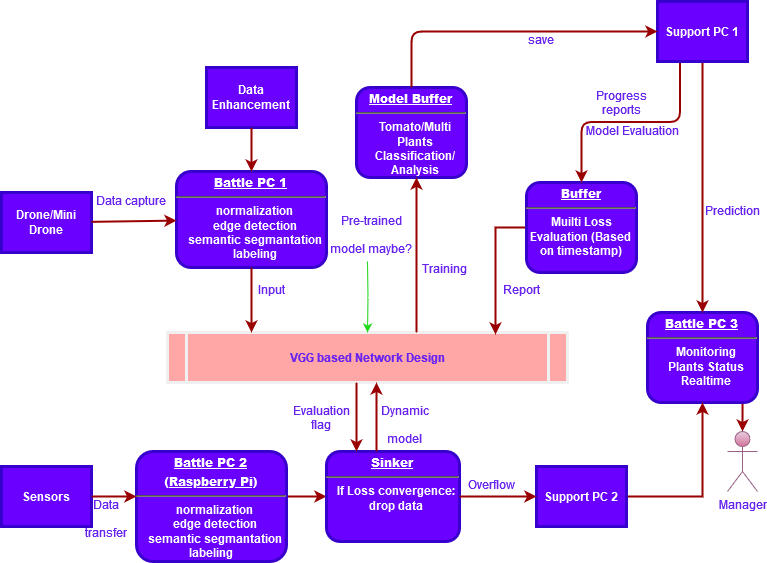 Support PC 1
save
Data
Enhancement
Model Buffer
Tomato/Multi
Plants
Classification/
Analysis
Progress
reports
Model Evaluation
Battle PC 1
normalization
edge detection
semantic segmantation
labeling
Drone/Mini
Drone
Data capture
Pre-trained
model maybe?
Buffer
Muilti Loss
Evaluation (Based
on timestamp)
Prediction
Input
Training
Report
VGG based Network Design
Battle PC 3
Monitoring
Plants Status
Realtime
Evaluation
flag
Dynamic
model
Sensors
Data
transfer
Battle PC 2
(Raspberry Pi)
normalization
edge detection
semantic segmantation
labeling
Sinker
If Loss convergence:
drop data
Overflow
Support PC 2
Manager